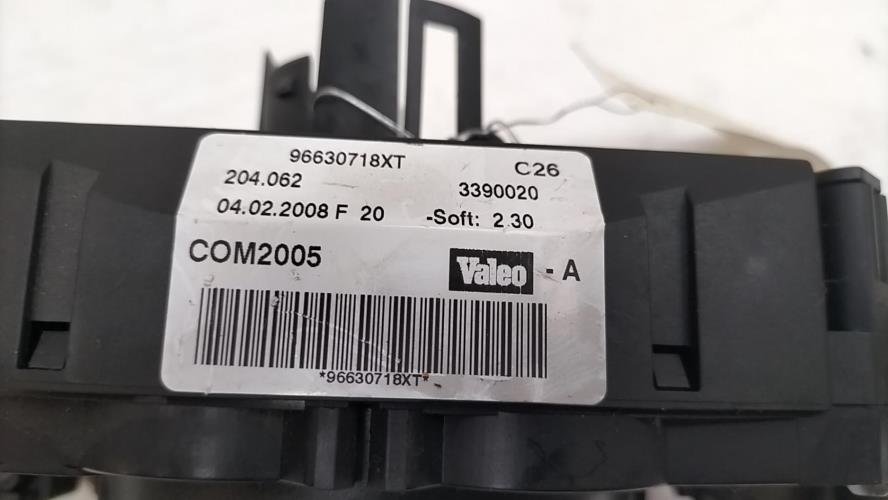 96630718XT C26
204.062 3390020
04.02.2008 F 20 -Soft: 2.30
COM2005 Valeo - A
*96630718XT*